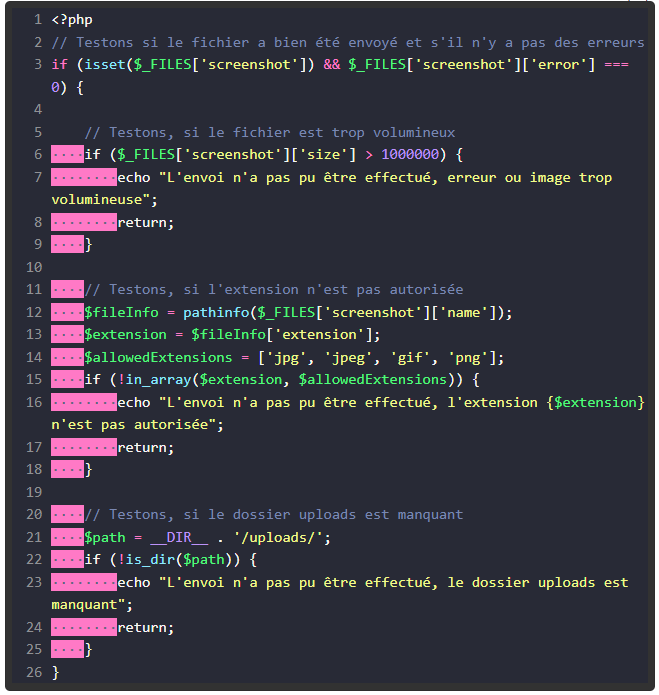 1 <?php
2 // Testons si le fichier a bien été envoyé et s'il n'y a pas des erreurs
3 if (isset($_FILES['screenshot']) && $_FILES['screenshot']['error'] ===
0) {
4
5     // Testons, si le fichier est trop volumineux
6 ····if ($_FILES['screenshot']['size'] > 1000000) {
7 ········echo "L'envoi n'a pas pu être effectué, erreur ou image trop
volumineuse";
8 ········return;
9 ····}
10
11 ····// Testons, si l'extension n'est pas autorisée
12 ····$fileInfo = pathinfo($_FILES['screenshot']['name']);
13 ····$extension = $fileInfo['extension'];
14 ····$allowedExtensions = ['jpg', 'jpeg', 'gif', 'png'];
15 ····if (!in_array($extension, $allowedExtensions)) {
16 ········echo "L'envoi n'a pas pu être effectué, l'extension {$extension}
n'est pas autorisée";
17 ········return;
18 ····}
19
20 ····// Testons, si le dossier uploads est manquant
21 ····$path = __DIR__ . '/uploads/';
22 ····if (!is_dir($path)) {
23 ········echo "L'envoi n'a pas pu être effectué, le dossier uploads est
manquant";
24 ········return;
25 ····}
26 }